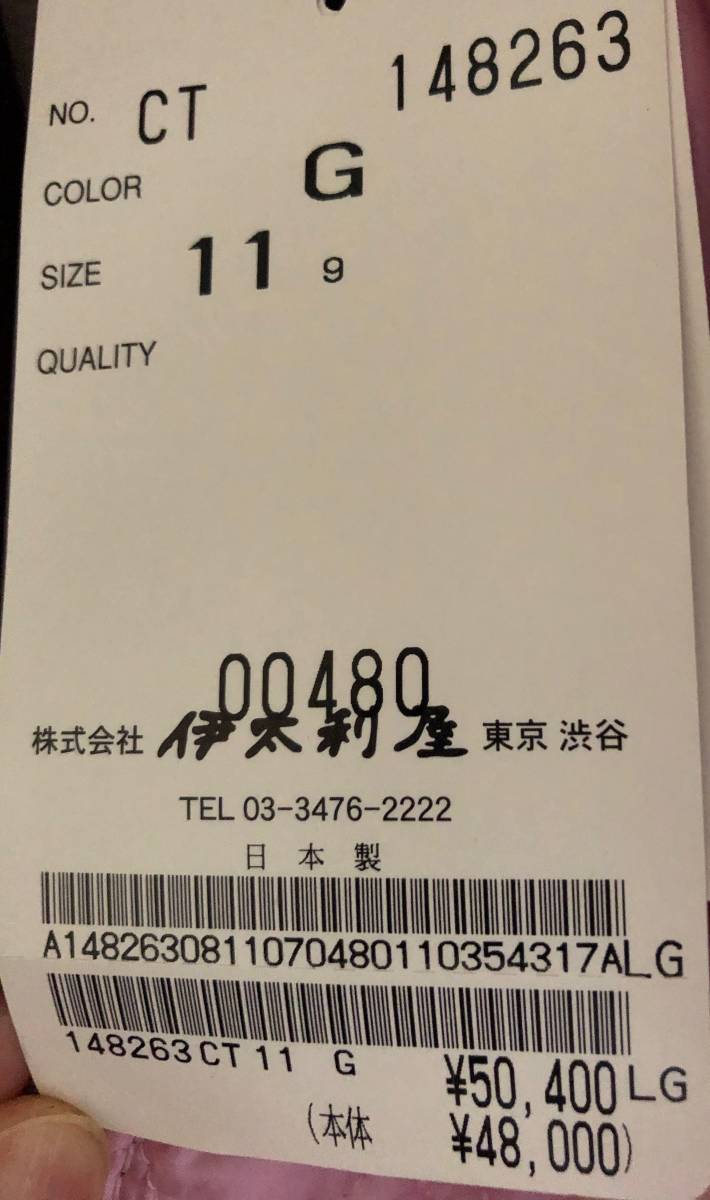 NO. CT 148263
COLOR G
SIZE 11 9
QUALITY
00480
株式会社 伊太利屋 東京 渋谷
TEL 03-3476-2222
日本製
A1482630811070480110354317ALG
148263 CT 11 G
¥50,400 LG
(本体 ¥48,000)